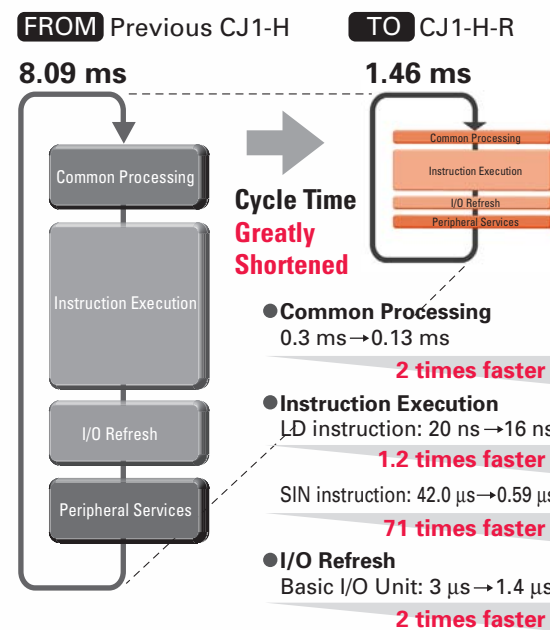 FROM Previous CJ1-H
TO CJ1-H-R
8.09 ms
1.46 ms
Common Processing
Instruction Execution
I/O Refresh
Peripheral Services
Cycle Time
Greatly
Shortened
Common Processing
Instruction Execution
I/O Refresh
Peripheral Services
●Common Processing
0.3 ms→0.13 ms
2 times faster
●Instruction Execution
LD instruction: 20 ns→16 ns
1.2 times faster
SIN instruction: 42.0 µs→0.59 µs
71 times faster
●I/O Refresh
Basic I/O Unit: 3 µs→1.4 µs
2 times faster